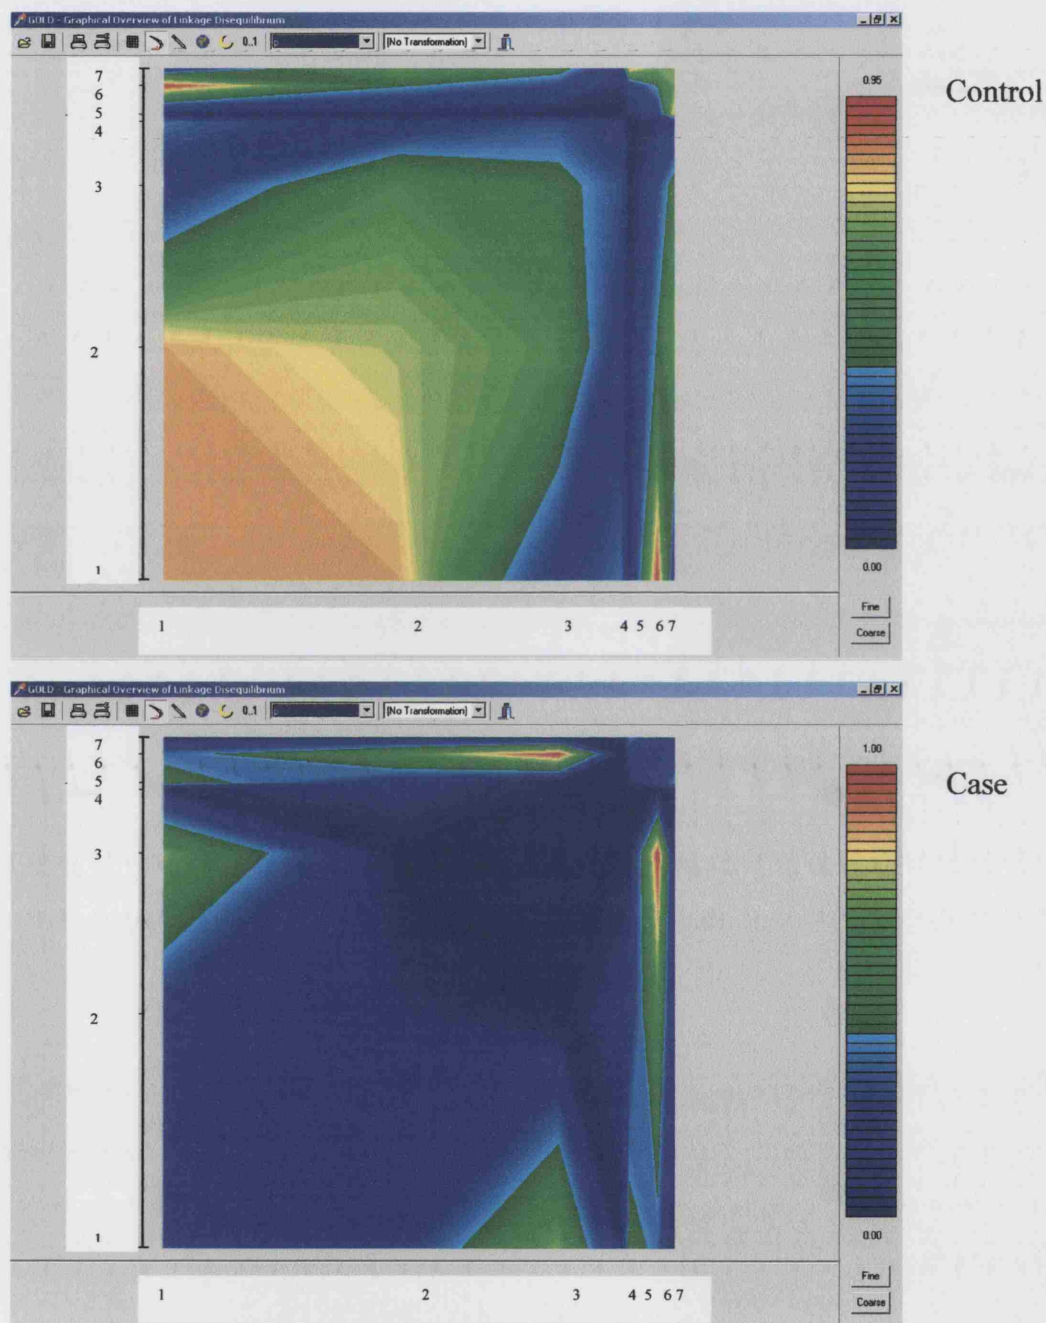 GOLD - Graphical Overview of Linkage Disequilibrium
0..1
[No Transformation]
7
6
5
4
3
2
1
0.95
0.00
Fine
Coarse
1 2 3 4 5 6 7
Control
GOLD - Graphical Overview of Linkage Disequilibrium
0..1
[No Transformation]
7
6
5
4
3
2
1
1.00
0.00
Fine
Coarse
1 2 3 4 5 6 7
Case